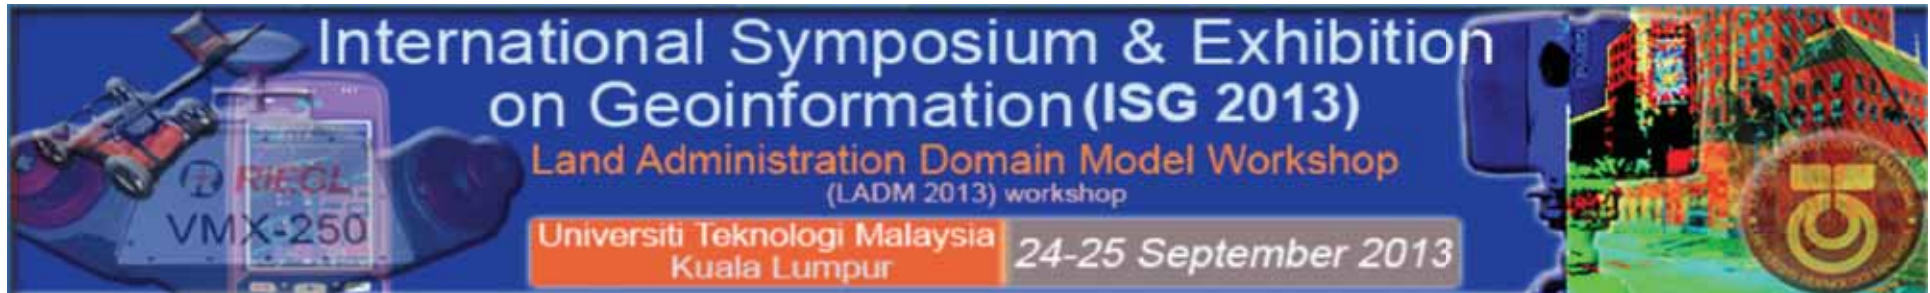 International Symposium & Exhibition
on Geoinformation (ISG 2013)
Land Administration Domain Model Workshop
(LADM 2013) workshop
Universiti Teknologi Malaysia
Kuala Lumpur
24-25 September 2013
RIEGL
VMX-250